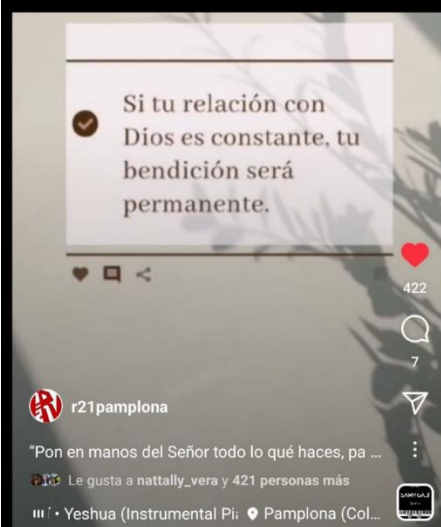 Si tu relación con
Dios es constante, tu
bendición será
permanente.
422
7
r21pamplona
“Pon en manos del Señor todo lo qué haces, pa ...
Le gusta a nattally_vera y 421 personas más
• Yeshua (Instrumental Pi Pamplona (Col...